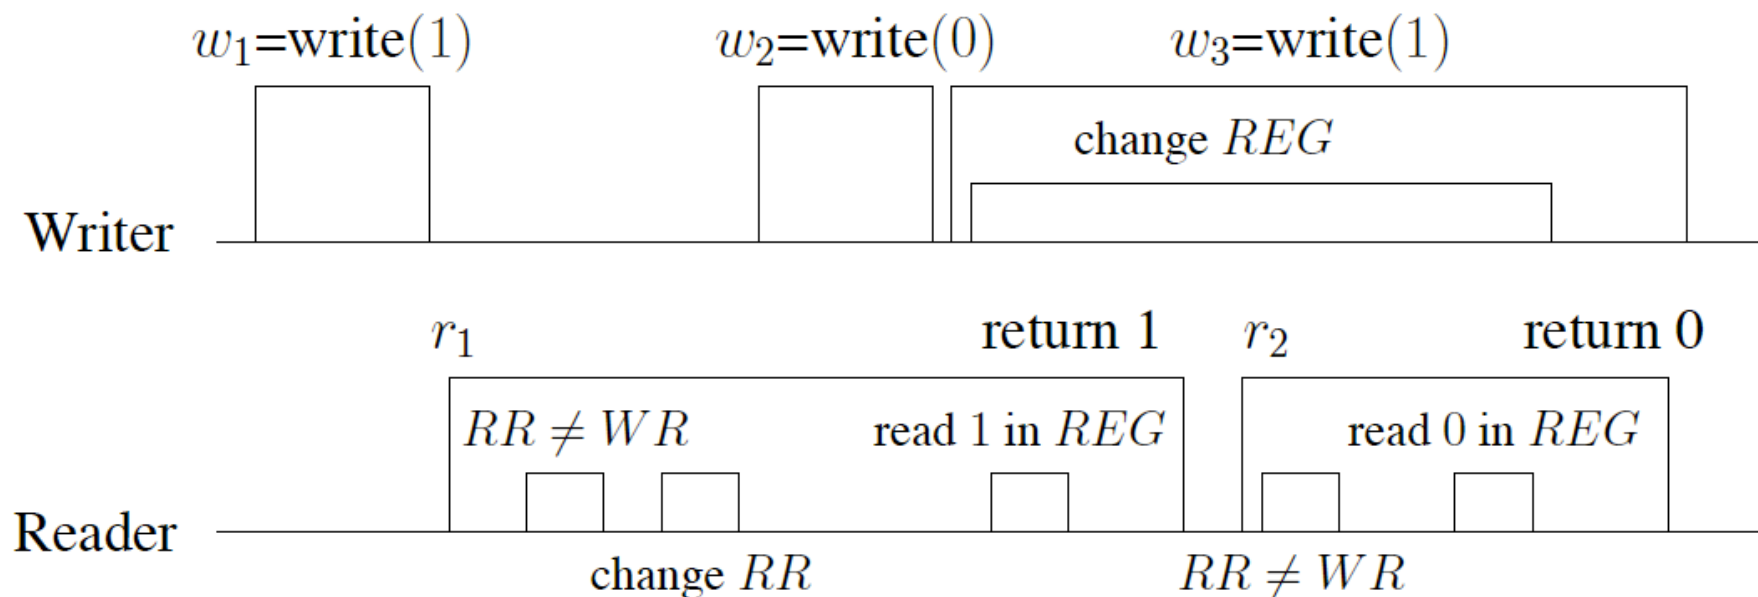 w₁=write(1) w₂=write(0) w₃=write(1)
change REG
Writer
r₁ return 1 r₂ return 0
RR ≠ WR read 1 in REG read 0 in REG
Reader
change RR RR ≠ WR